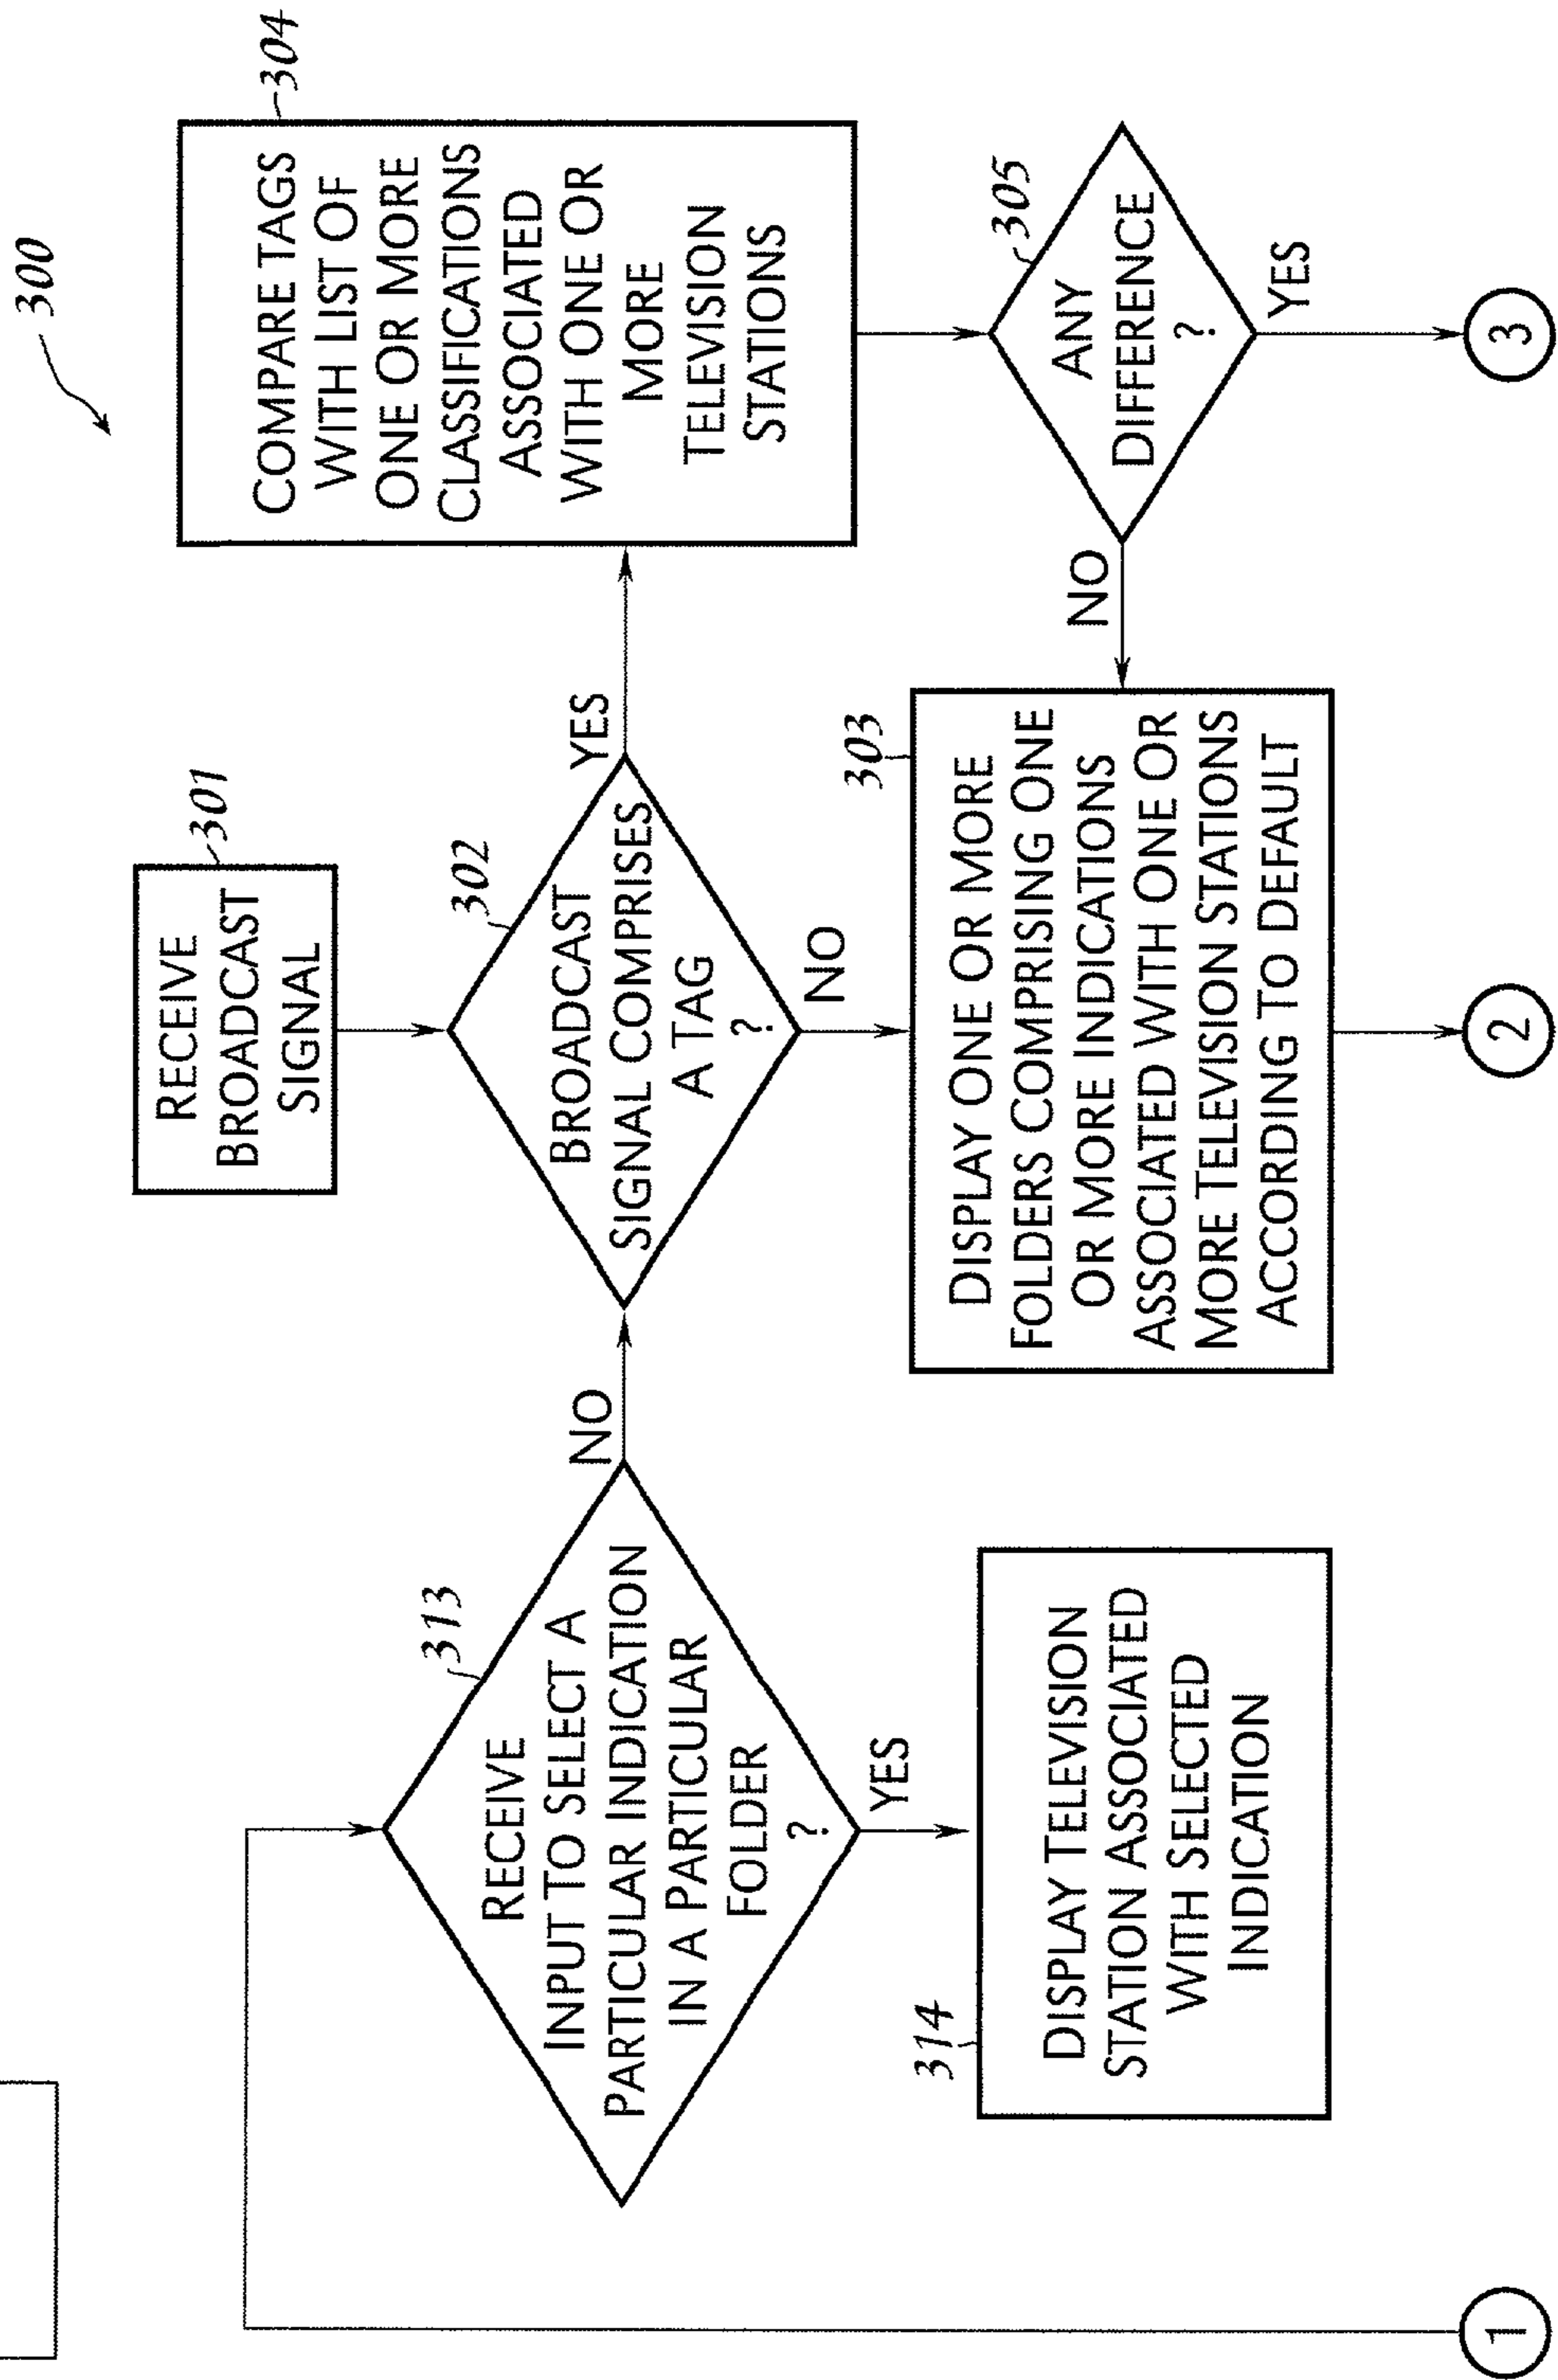 300
RECEIVE
BROADCAST
SIGNAL
301
BROADCAST
SIGNAL COMPRISES
A TAG
?
302
YES
NO
COMPARE TAGS
WITH LIST OF
ONE OR MORE
CLASSIFICATIONS
ASSOCIATED
WITH ONE OR
MORE
TELEVISION
STATIONS
304
ANY
DIFFERENCE
?
305
NO
YES
3
303
DISPLAY ONE OR MORE
FOLDERS COMPRISING ONE
OR MORE INDICATIONS
ASSOCIATED WITH ONE OR
MORE TELEVISION STATIONS
ACCORDING TO DEFAULT
2
RECEIVE
INPUT TO SELECT A
PARTICULAR INDICATION
IN A PARTICULAR
FOLDER
?
313
NO
YES
314
DISPLAY TELEVISION
STATION ASSOCIATED
WITH SELECTED
INDICATION
1